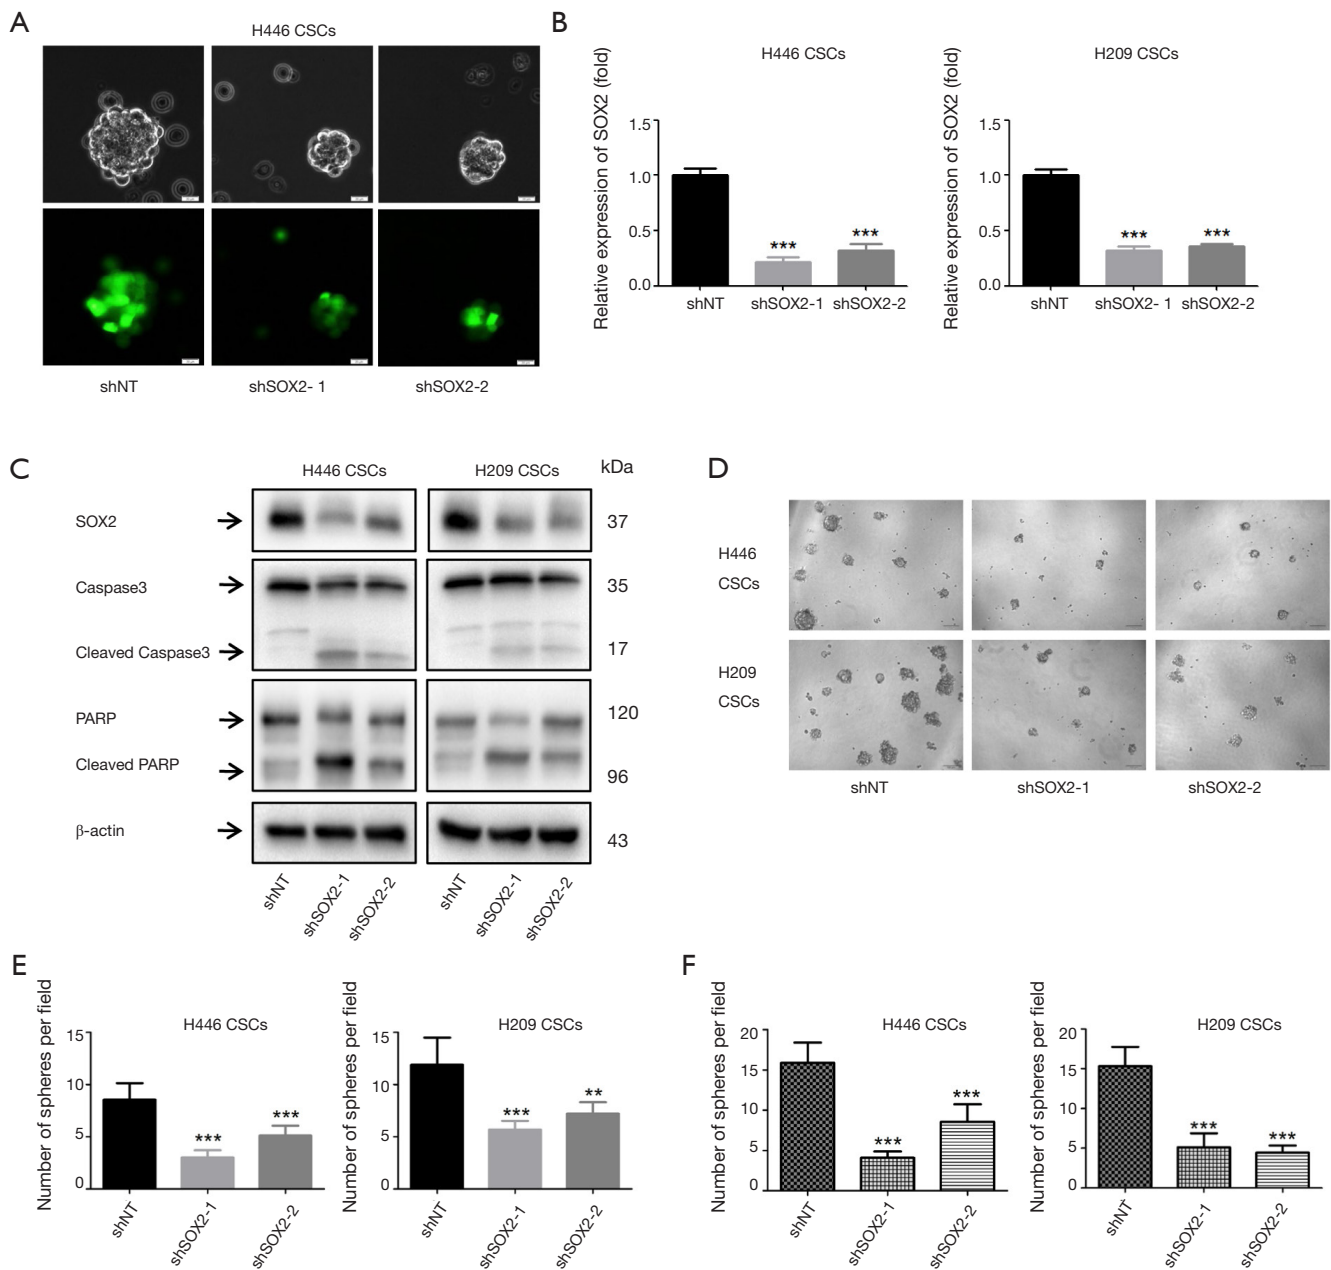 A
H446 CSCs
shNT
shSOX2- 1
shSOX2-2
B
H446 CSCs
Relative expression of SOX2 (fold)
1.5
1.0
0.5
0.0
***
***
shNT
shSOX2-1
shSOX2-2
H209 CSCs
Relative expression of SOX2 (fold)
1.5
1.0
0.5
0.0
***
***
shNT
shSOX2- 1
shSOX2-2
C
H446 CSCs
H209 CSCs
kDa
SOX2
37
Caspase3
35
Cleaved Caspase3
17
PARP
120
Cleaved PARP
96
β-actin
43
shNT
shSOX2-1
shSOX2-2
shNT
shSOX2-1
shSOX2-2
D
H446
CSCs
H209
CSCs
shNT
shSOX2-1
shSOX2-2
E
Number of spheres per field
H446 CSCs
15
10
5
0
***
***
shNT
shSOX2-1
shSOX2-2
Number of spheres per field
H209 CSCs
15
10
5
0
***
**
shNT
shSOX2-1
shSOX2-2
F
Number of spheres per field
H446 CSCs
20
15
10
5
0
***
***
shNT
shSOX2-1
shSOX2-2
Number of spheres per field
H209 CSCs
20
15
10
5
0
***
***
shNT
shSOX2-1
shSOX2-2